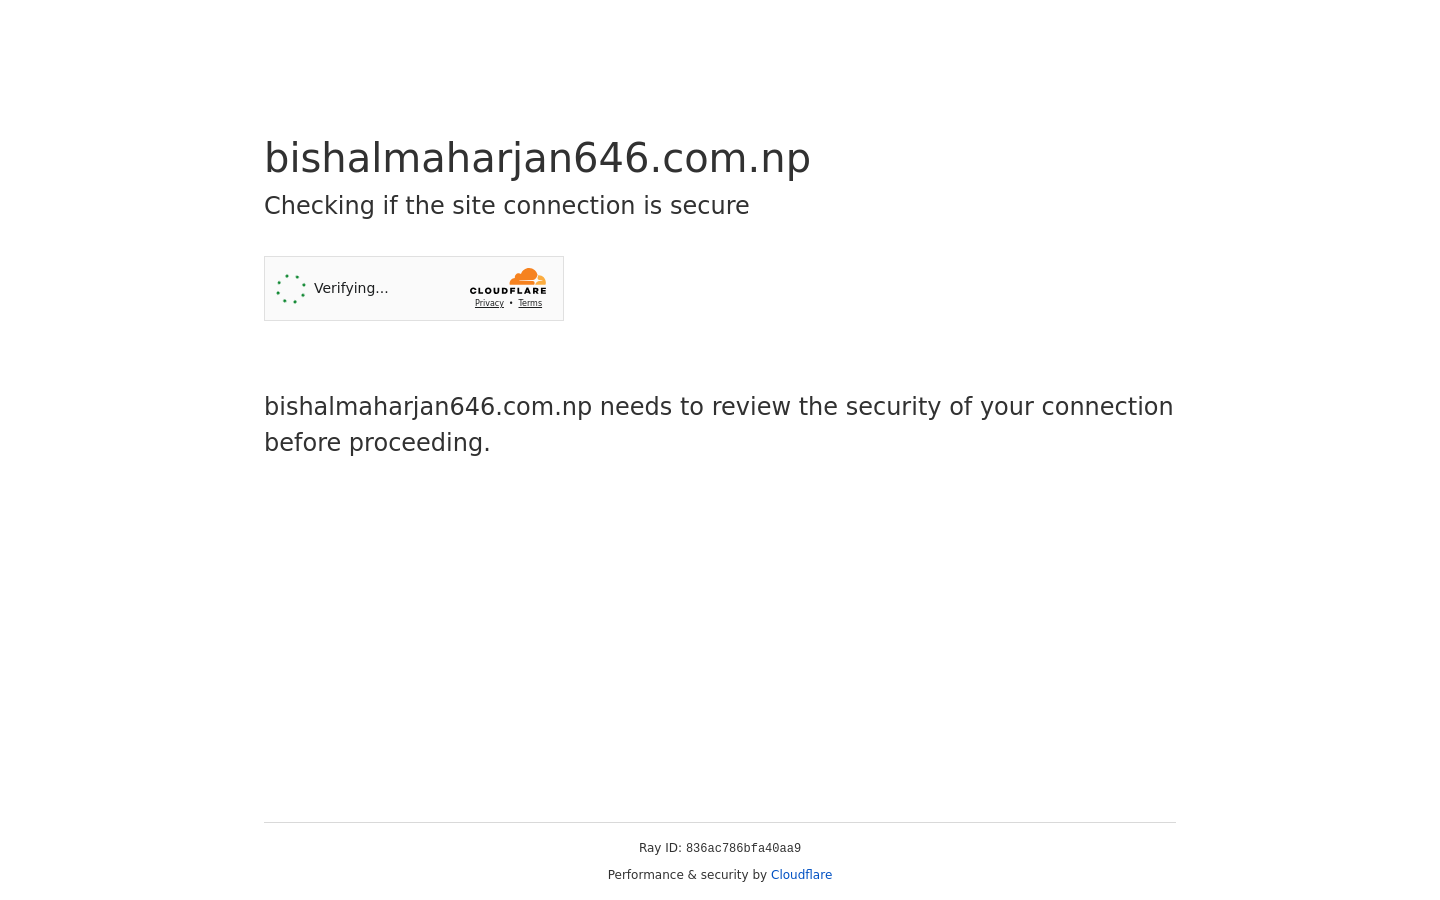 bishalmaharjan646.com.np
Checking if the site connection is secure
Verifying...
CLOUDFLARE
Privacy • Terms
bishalmaharjan646.com.np needs to review the security of your connection
before proceeding.
Ray ID: 836ac786bfa40aa9
Performance & security by Cloudflare